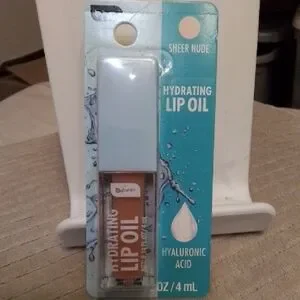 SHEER NUDE
HYDRATING
LIP OIL
HYDRATING
LIP OIL
HYALURONIC
ACID
OZ / 4 mL